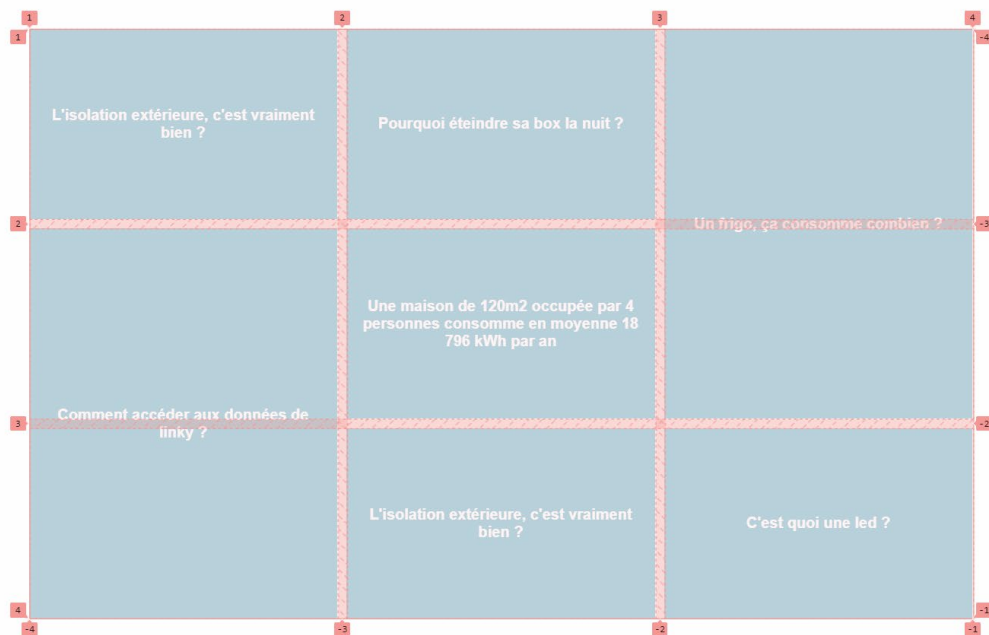 1 2 3 4
1 -4
L'isolation extérieure, c'est vraiment
bien ?
Pourquoi éteindre sa box la nuit ?
2 -3
Un frigo, ça consomme combien ?
Une maison de 120m2 occupée par 4
personnes consomme en moyenne 18
796 kWh par an
Comment accéder aux données de
linky ?
3 -2
L'isolation extérieure, c'est vraiment
bien ?
C'est quoi une led ?
4 -1
-4 -3 -2 -1